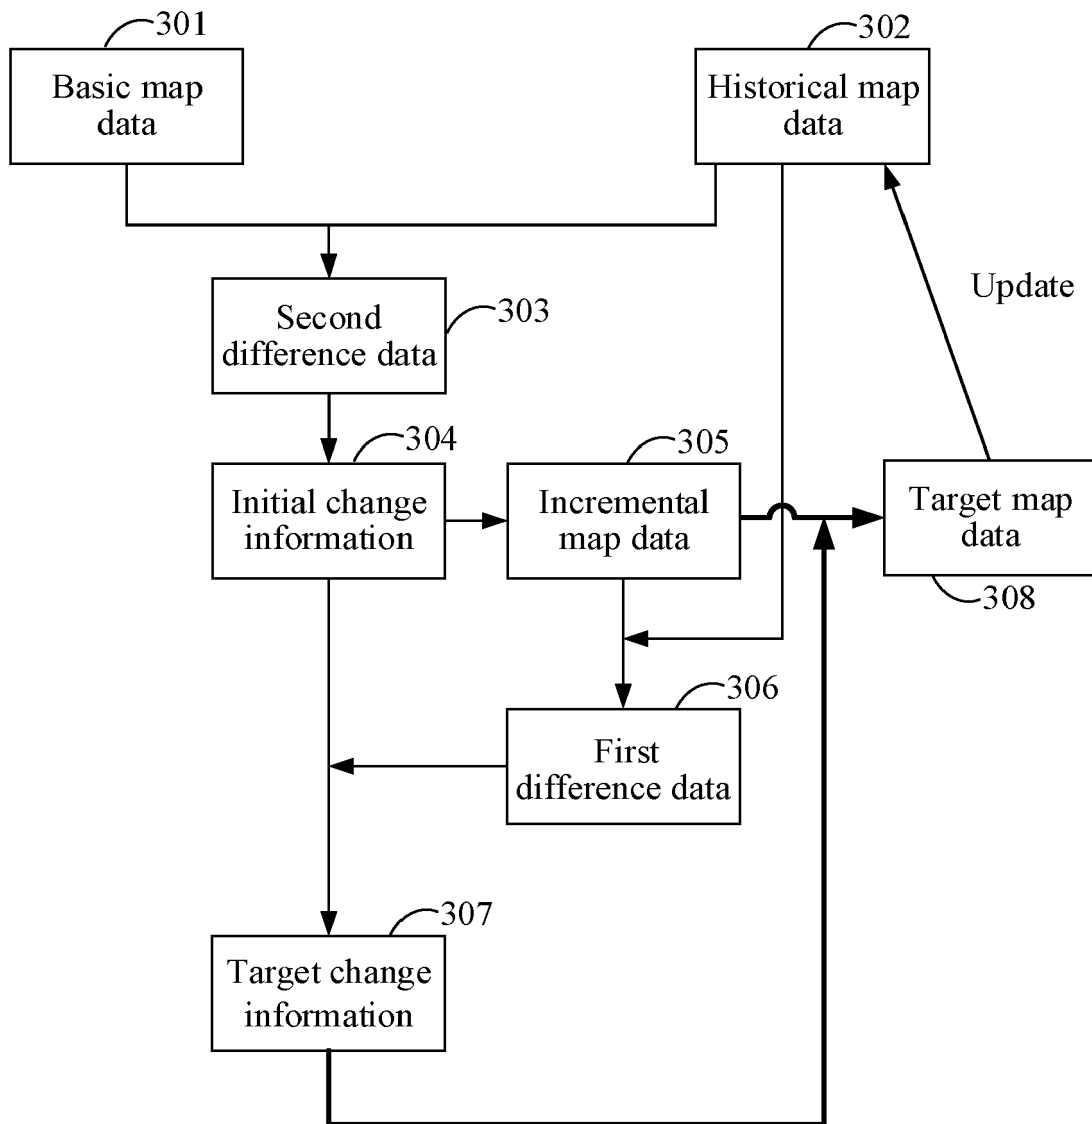 301
Basic map
data
302
Historical map
data
Second
difference data
303
Update
304
Initial change
information
305
Incremental
map data
Target map
data
308
306
First
difference data
307
Target change
information